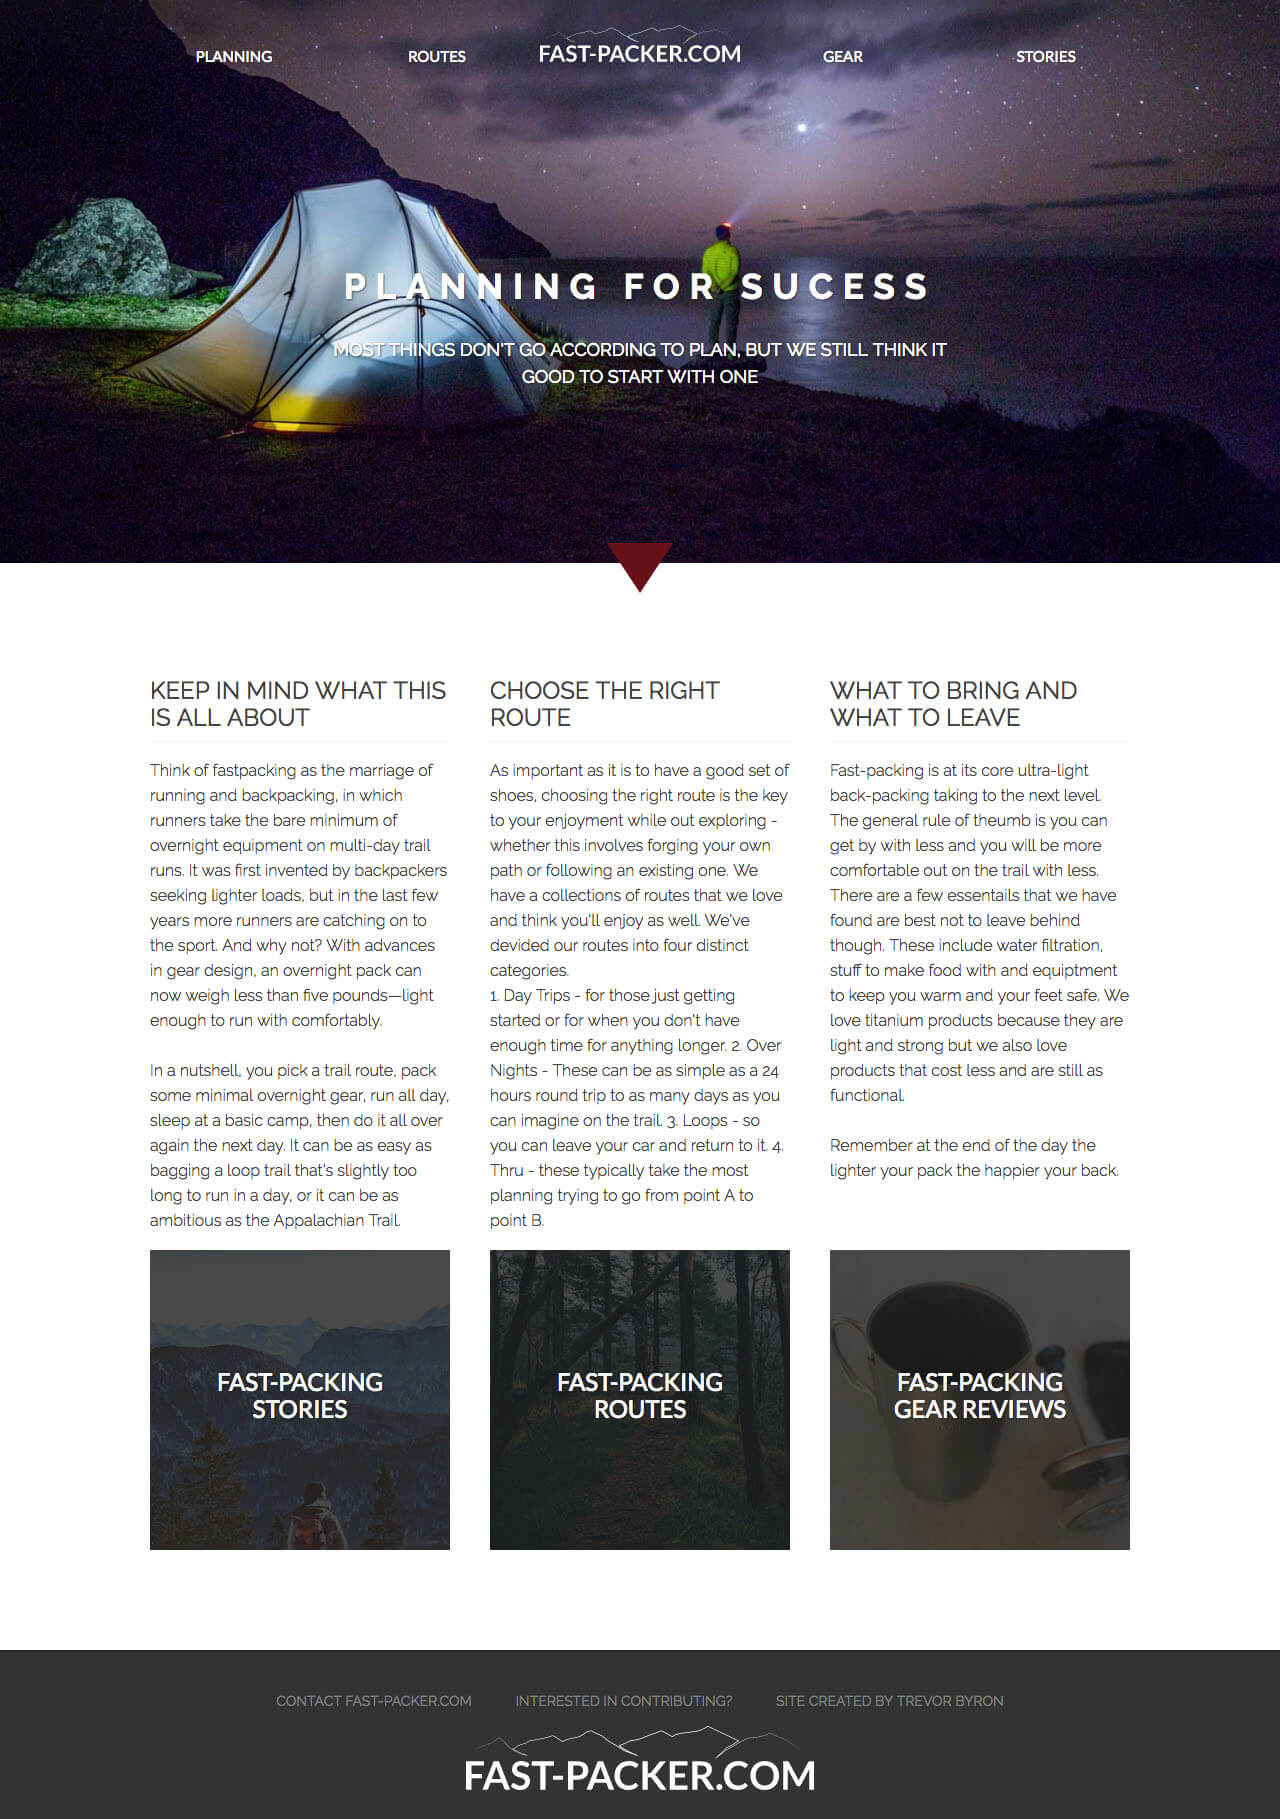 PLANNING ROUTES FAST-PACKER.COM GEAR STORIES
PLANNING FOR SUCESS
MOST THINGS DON'T GO ACCORDING TO PLAN, BUT WE STILL THINK IT
GOOD TO START WITH ONE
KEEP IN MIND WHAT THIS
IS ALL ABOUT
Think of fastpacking as the marriage of
running and backpacking, in which
runners take the bare minimum of
overnight equipment on multi-day trail
runs. It was first invented by backpackers
seeking lighter loads, but in the last few
years more runners are catching on to
the sport. And why not? With advances
in gear design, an overnight pack can
now weigh less than five pounds—light
enough to run with comfortably.
In a nutshell, you pick a trail route, pack
some minimal overnight gear, run all day,
sleep at a basic camp, then do it all over
again the next day. It can be as easy as
bagging a loop trail that's slightly too
long to run in a day, or it can be as
ambitious as the Appalachian Trail.
FAST-PACKING
STORIES
CHOOSE THE RIGHT
ROUTE
As important as it is to have a good set of
shoes, choosing the right route is the key
to your enjoyment while out exploring -
whether this involves forging your own
path or following an existing one. We
have a collections of routes that we love
and think you'll enjoy as well. We've
devided our routes into four distinct
categories.
1. Day Trips - for those just getting
started or for when you don't have
enough time for anything longer. 2. Over
Nights - These can be as simple as a 24
hours round trip to as many days as you
can imagine on the trail. 3. Loops - so
you can leave your car and return to it. 4.
Thru - these typically take the most
planning trying to go from point A to
point B.
FAST-PACKING
ROUTES
WHAT TO BRING AND
WHAT TO LEAVE
Fast-packing is at its core ultra-light
back-packing taking to the next level.
The general rule of theumb is you can
get by with less and you will be more
comfortable out on the trail with less.
There are a few essentails that we have
found are best not to leave behind
though. These include water filtration,
stuff to make food with and equiptment
to keep you warm and your feet safe. We
love titanium products because they are
light and strong but we also love
products that cost less and are still as
functional.
Remember at the end of the day the
lighter your pack the happier your back.
FAST-PACKING
GEAR REVIEWS
CONTACT FAST-PACKER.COM INTERESTED IN CONTRIBUTING? SITE CREATED BY TREVOR BYRON
FAST-PACKER.COM